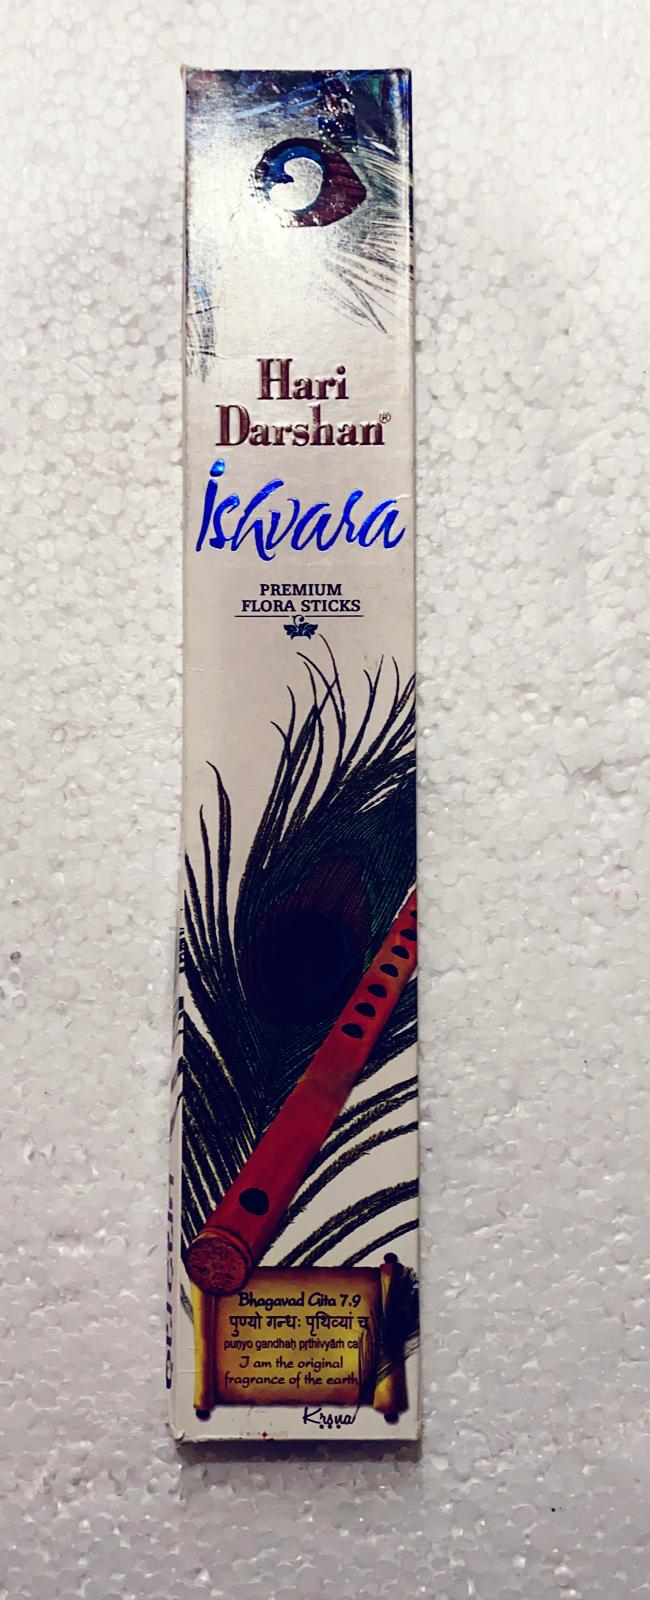 Hari
Darshan®
Ishvara
PREMIUM
FLORA STICKS
Bhagavad Gita 7.9
पुण्यो गन्धः पृथिव्यां च
puṇyo gandhaḥ pṛthivyāṁ ca
I am the original
fragrance of the earth
Kṛṣṇa